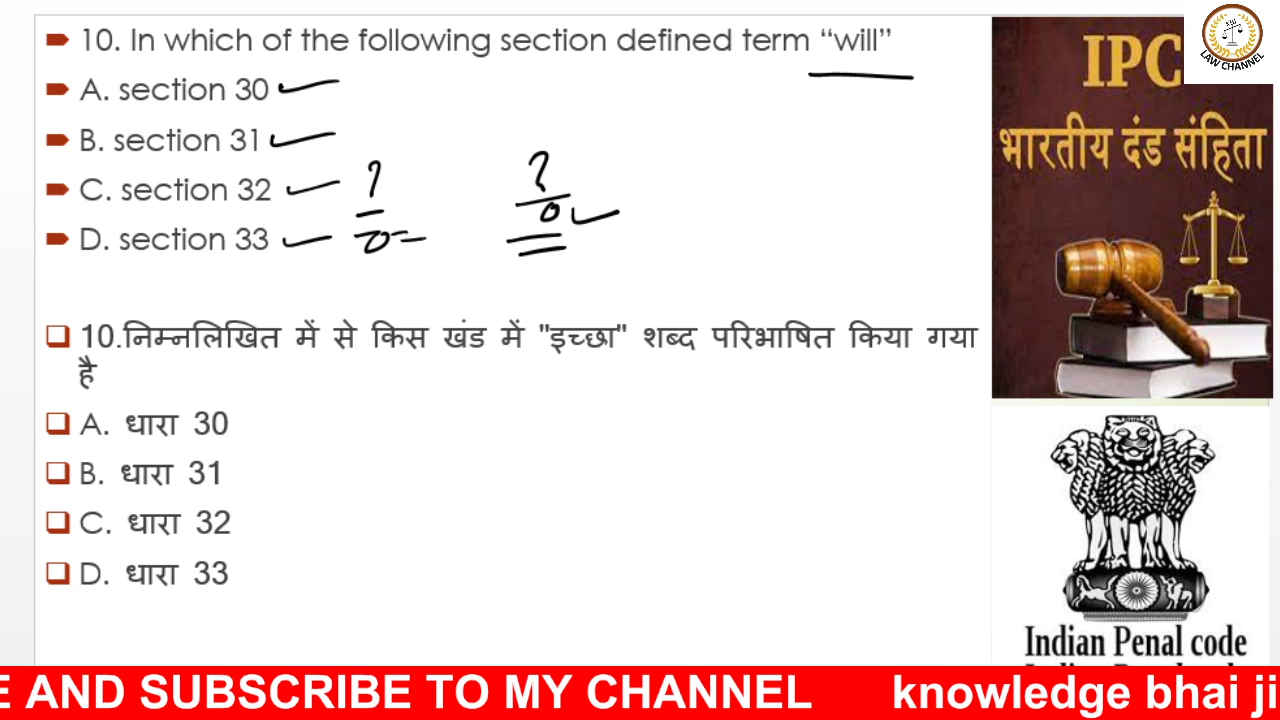 10. In which of the following section defined term “will”
A. section 30
B. section 31
C. section 32
D. section 33
?
?
10.निम्नलिखित में से किस खंड में "इच्छा" शब्द परिभाषित किया गया
है
A. धारा 30
B. धारा 31
C. धारा 32
D. धारा 33
IPC
भारतीय दंड संहिता
LAW CHANNEL
Indian Penal code
E AND SUBSCRIBE TO MY CHANNEL knowledge bhai ji